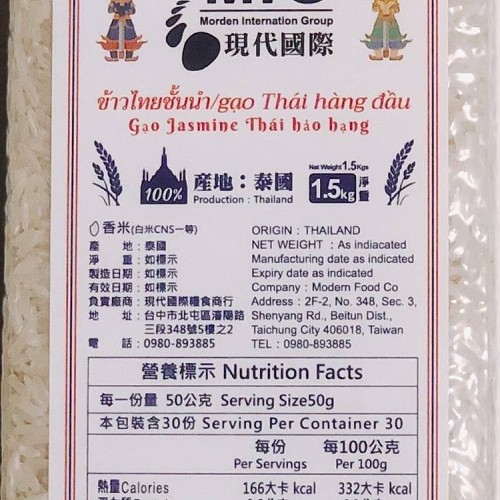 Morden Internation Group
現代國際
ข้าวไทยชั้นนำ/gạo Thái hàng đầu
Gạo Jasmine Thái hảo hạng
100%
產地：泰國
Production : Thailand
Net Weight 1.5Kgs
1.5kg 淨重
香米(白米CNS一等)
產 地：泰國
淨 重：如標示
製造日期：如標示
有效日期：如標示
負責廠商：現代國際糧食商行
地 址：台中市北屯區瀋陽路
三段348號5樓之2
電 話：0980-893885
ORIGIN : THAILAND
NET WEIGHT : As indiacated
Manufacturing date as indicated
Expiry date as indicated
Company : Modern Food Co
Address : 2F-2, No. 348, Sec. 3,
Shenyang Rd., Beitun Dist.,
Taichung City 406018, Taiwan
TEL : 0980-893885
營養標示 Nutrition Facts
每一份量 50公克 Serving Size50g
本包裝含30份 Serving Per Container 30
每份 每100公克
Per Servings Per 100g
熱量Calories 166大卡 kcal 332大卡 kcal